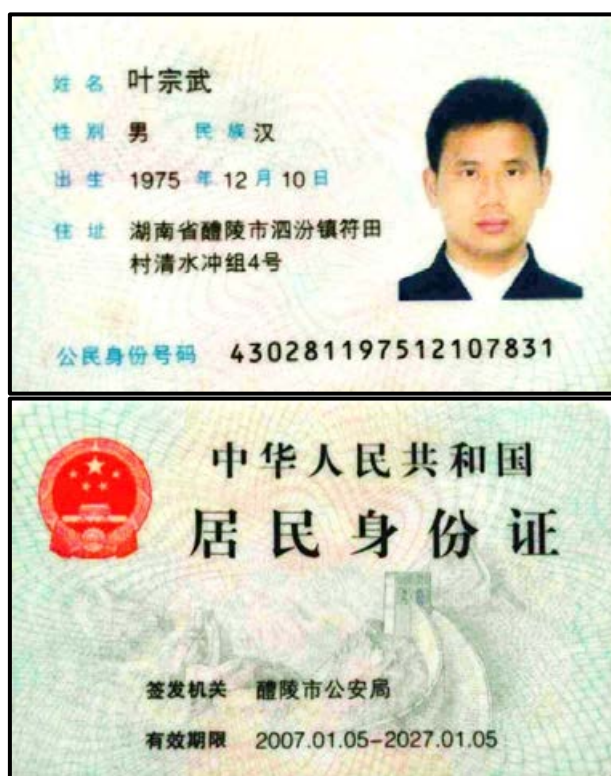 姓名 叶宗武
性别 男 民族 汉
出生 1975 年 12 月 10 日
住址 湖南省醴陵市泗汾镇符田
村清水冲组4号
公民身份号码 430281197512107831
中华人民共和国
居民身份证
签发机关 醴陵市公安局
有效期限 2007.01.05-2027.01.05